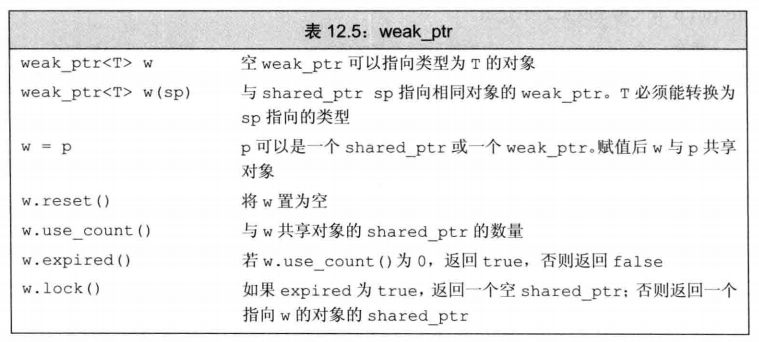 表 12.5：weak_ptr
weak_ptr<T> w 空 weak_ptr 可以指向类型为 T 的对象
weak_ptr<T> w(sp) 与 shared_ptr sp 指向相同对象的 weak_ptr。T 必须能转换为
sp 指向的类型
w = p p 可以是一个 shared_ptr 或一个 weak_ptr。赋值后 w 与 p 共享
对象
w.reset() 将 w 置为空
w.use_count() 与 w 共享对象的 shared_ptr 的数量
w.expired() 若 w.use_count() 为 0，返回 true，否则返回 false
w.lock() 如果 expired 为 true，返回一个空 shared_ptr；否则返回一个
指向 w 的对象的 shared_ptr